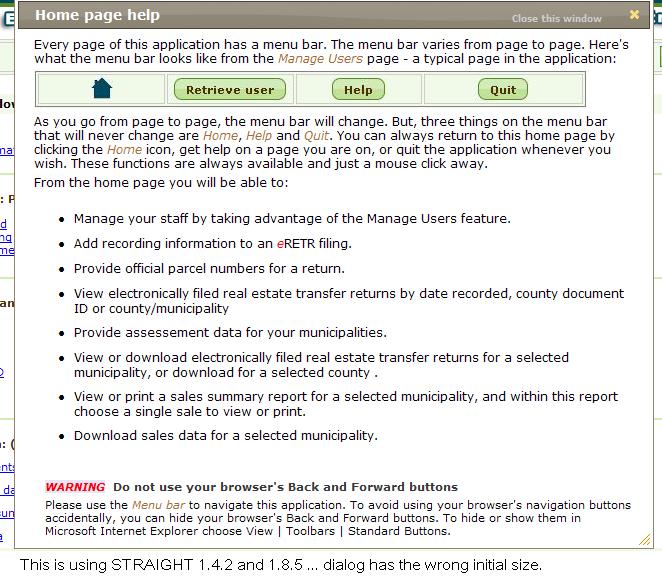 Home page help
Close this window
Every page of this application has a menu bar. The menu bar varies from page to page. Here's
what the menu bar looks like from the Manage Users page - a typical page in the application:
Retrieve user
Help
Quit
As you go from page to page, the menu bar will change. But, three things on the menu bar
that will never change are Home, Help and Quit. You can always return to this home page by
clicking the Home icon, get help on a page you are on, or quit the application whenever you
wish. These functions are always available and just a mouse click away.
From the home page you will be able to:
• Manage your staff by taking advantage of the Manage Users feature.
• Add recording information to an eRETR filing.
• Provide official parcel numbers for a return.
• View electronically filed real estate transfer returns by date recorded, county document
ID or county/municipality
• Provide assessement data for your municipalities.
• View or download electronically filed real estate transfer returns for a selected
municipality, or download for a selected county .
• View or print a sales summary report for a selected municipality, and within this report
choose a single sale to view or print.
• Download sales data for a selected municipality.
WARNING Do not use your browser's Back and Forward buttons
Please use the Menu bar to navigate this application. To avoid using your browser's navigation buttons
accidentally, you can hide your browser's Back and Forward buttons. To hide or show them in
Microsoft Internet Explorer choose View | Toolbars | Standard Buttons.
This is using STRAIGHT 1.4.2 and 1.8.5 ... dialog has the wrong initial size.